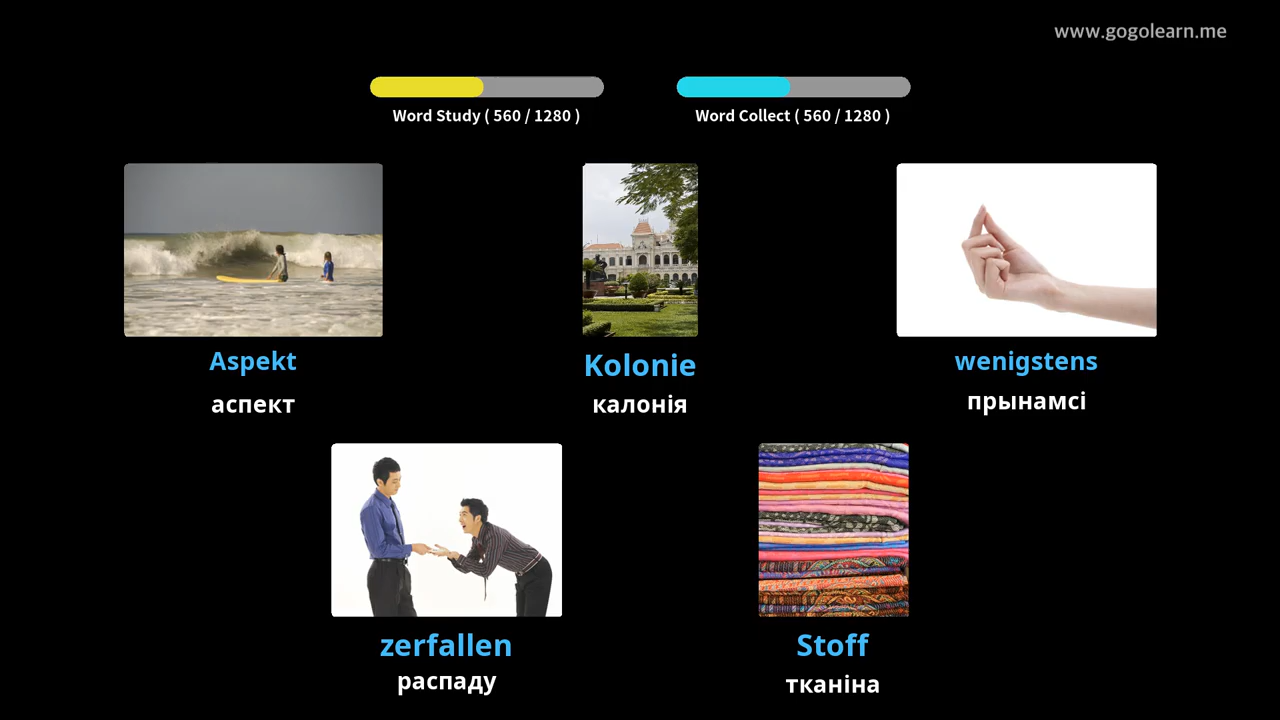 www.gogolearn.me
Word Study ( 560 / 1280 )
Word Collect ( 560 / 1280 )
Aspekt
аспект
Kolonie
калонія
wenigstens
прынамсі
zerfallen
распаду
Stoff
тканіна